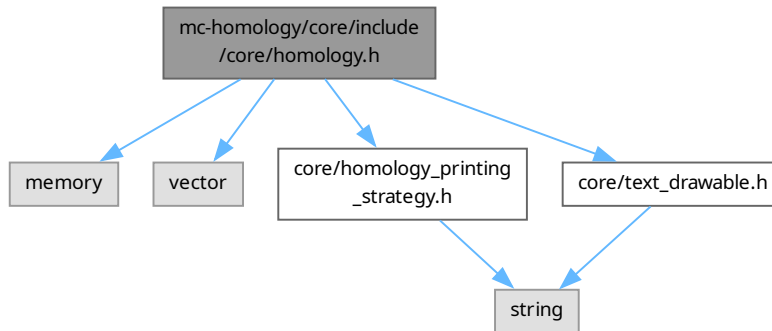 mc-homology/core/include
/core/homology.h
memory
vector
core/homology_printing
_strategy.h
core/text_drawable.h
string